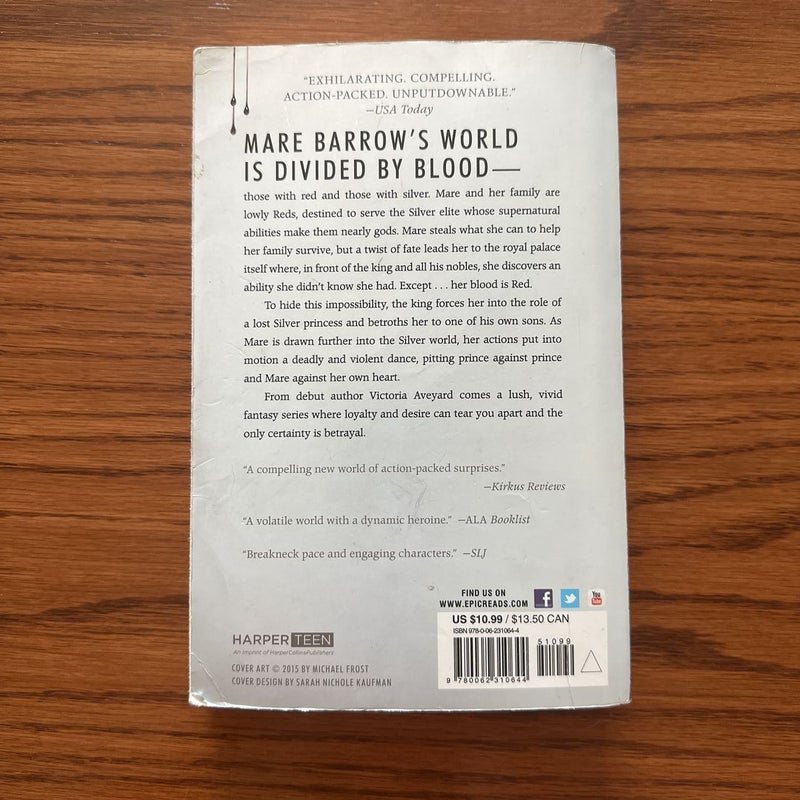 "EXHILARATING. COMPELLING.
ACTION-PACKED. UNPUTDOWNABLE."
—USA Today
MARE BARROW'S WORLD
IS DIVIDED BY BLOOD—
those with red and those with silver. Mare and her family are
lowly Reds, destined to serve the Silver elite whose supernatural
abilities make them nearly gods. Mare steals what she can to help
her family survive, but a twist of fate leads her to the royal palace
itself where, in front of the king and all his nobles, she discovers an
ability she didn't know she had. Except . . . her blood is Red.
To hide this impossibility, the king forces her into the role of
a lost Silver princess and betroths her to one of his own sons. As
Mare is drawn further into the Silver world, her actions put into
motion a deadly and violent dance, pitting prince against prince
and Mare against her own heart.
From debut author Victoria Aveyard comes a lush, vivid
fantasy series where loyalty and desire can tear you apart and the
only certainty is betrayal.
"A compelling new world of action-packed surprises."
—Kirkus Reviews
"A volatile world with a dynamic heroine." —ALA Booklist
"Breakneck pace and engaging characters." —SLJ
FIND US ON
WWW.EPICREADS.COM
f
You
Tube
US $10.99 / $13.50 CAN
ISBN 978-0-06-231064-4
51099
9 780062 310644
HARPER TEEN
An Imprint of HarperCollinsPublishers
COVER ART © 2015 BY MICHAEL FROST
COVER DESIGN BY SARAH NICHOLE KAUFMAN